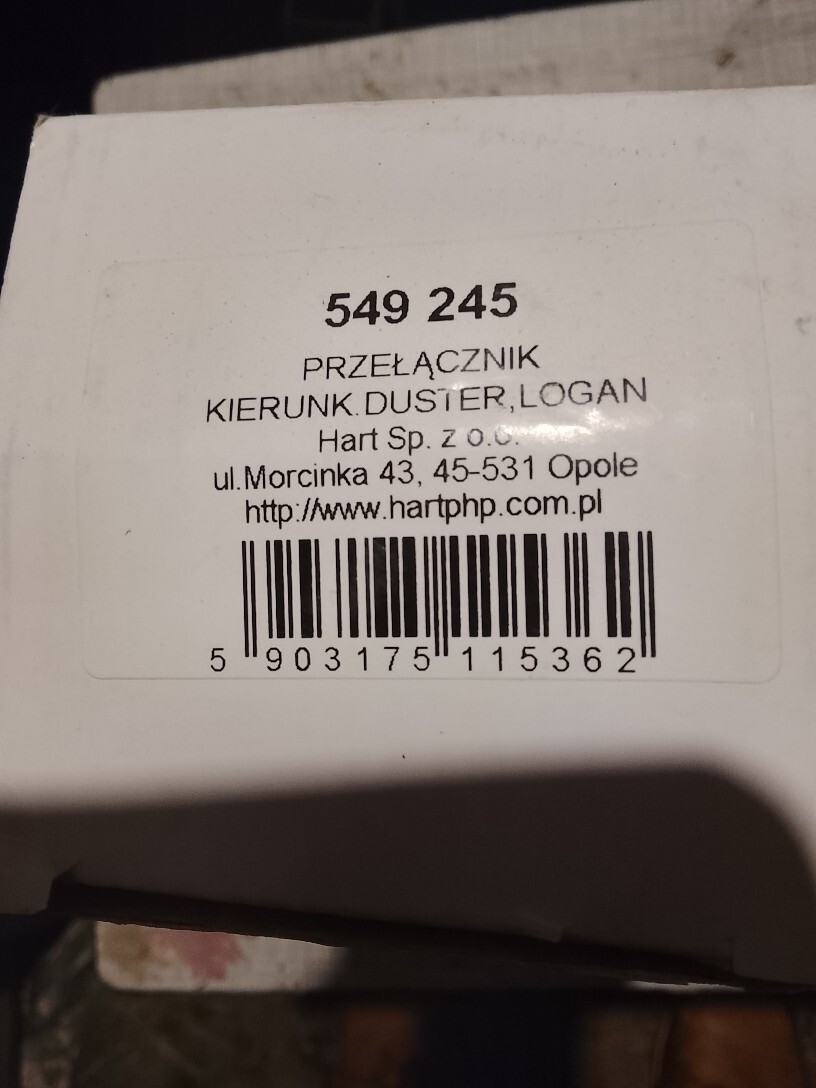 549 245
PRZEŁĄCZNIK
KIERUNK.DUSTER,LOGAN
Hart Sp. z o.o.
ul.Morcinka 43, 45-531 Opole
http://www.hartphp.com.pl
5 903175 115362